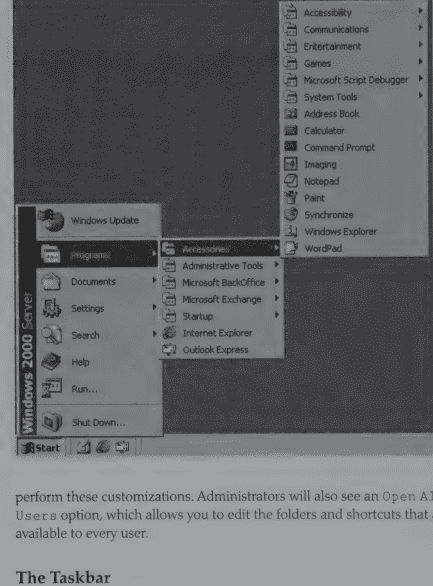 Accessibility
Communications
Entertainment
Games
Microsoft Script Debugger
System Tools
Address Book
Calculator
Command Prompt
Imaging
Notepad
Paint
Synchronize
Windows Explorer
WordPad
Windows Update
Programs
Documents
Settings
Search
Help
Run...
Shut Down...
Windows 2000 Server
Accessories
Administrative Tools
Microsoft BackOffice
Microsoft Exchange
Startup
Internet Explorer
Outlook Express
Start
perform these customizations. Administrators will also see an Open Al
Users option, which allows you to edit the folders and shortcuts that
available to every user.
The Taskbar